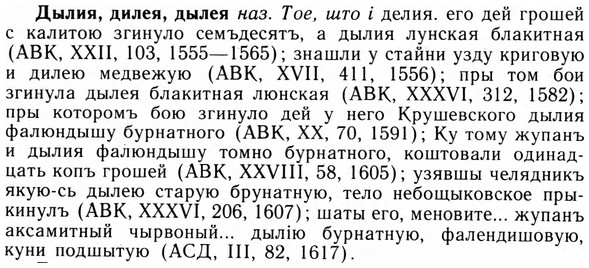 Дылия, дилея, дылея наз. Тое, што і делия. его дей грошей
с калитою згинуло семъдесятъ, а дылия лунская блакитная
(АВК, XXII, 103, 1555—1565); знашли у стайни узду криговую
и дилею медвежую (АВК, XVII, 411, 1556); пры том бои
згинула дылея блакитная люнская (АВК, XXXVI, 312, 1582);
пры которомъ бою згинуло дей у него Крушевского дылия
фалюндышу бурнатного (АВК, XX, 70, 1591); Ку тому жупанъ
и дылия фалюндышу томно бурнатного, коштовали одинад-
цать копъ грошей (АВК, XXVIII, 58, 1605); узявшы челядникъ
якую-сь дылею старую брунатную, тело небощыковское пры-
кинулъ (АВК, XXXVI, 206, 1607); шаты его, меновите... жупанъ
аксамитный чырвоный... дылію бурнатную, фалендишовую,
куни подшытую (АСД, III, 82, 1617).